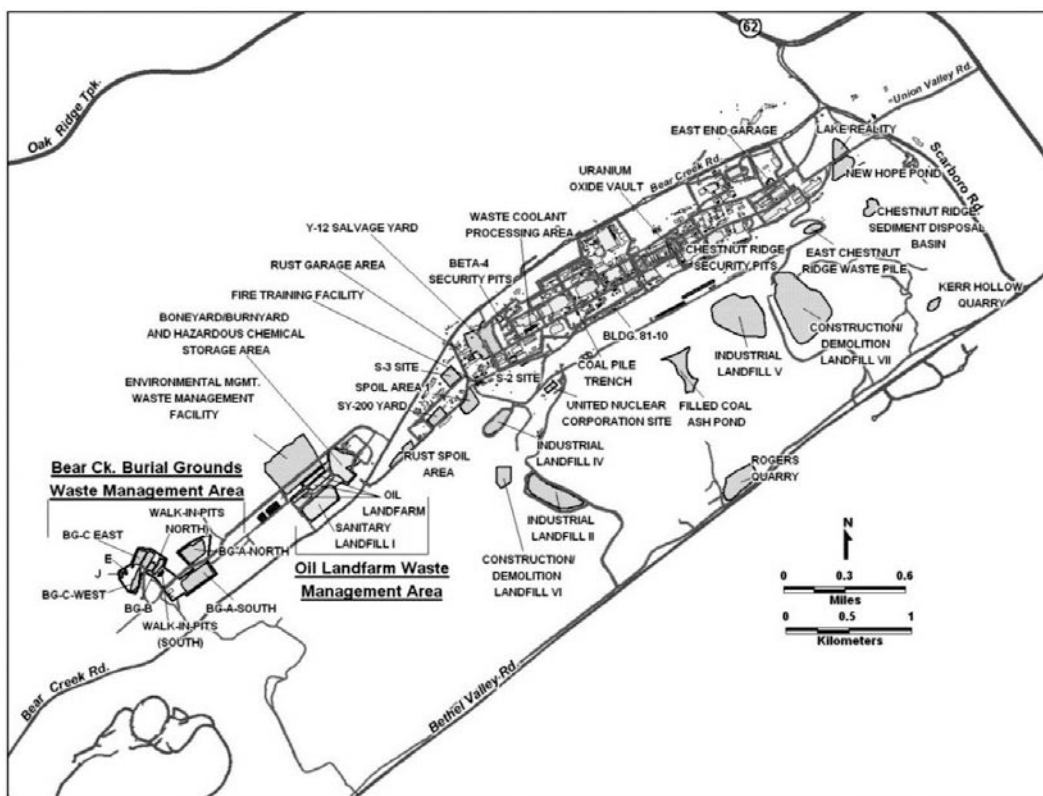 62
Oak Ridge Tpk.
Union Valley Rd.
EAST END GARAGE
LAKE REALITY
Scarboro Rd.
Bear Creek Rd.
URANIUM
OXIDE VAULT
NEW HOPE POND
WASTE COOLANT
PROCESSING AREA
CHESTNUT RIDGE
SEDIMENT DISPOSAL
BASIN
Y-12 SALVAGE YARD
BETA-4
SECURITY PITS
CHESTNUT RIDGE
SECURITY PITS
EAST CHESTNUT
RIDGE WASTE PILE
RUST GARAGE AREA
KERR HOLLOW
QUARRY
FIRE TRAINING FACILITY
BONEYARD/BURNYARD
AND HAZARDOUS CHEMICAL
STORAGE AREA
BLDG. 81-10
CONSTRUCTION/
DEMOLITION
LANDFILL VII
INDUSTRIAL
LANDFILL V
S-3 SITE
S-2 SITE
COAL PILE
TRENCH
ENVIRONMENTAL MGMT.
WASTE MANAGEMENT
FACILITY
SPOIL AREA 1
SY-200 YARD
UNITED NUCLEAR
CORPORATION SITE
FILLED COAL
ASH POND
RUST SPOIL
AREA
INDUSTRIAL
LANDFILL IV
ROGERS
QUARRY
Bear Ck. Burial Grounds
Waste Management Area
OIL
LANDFARM
SANITARY
LANDFILL I
INDUSTRIAL
LANDFILL II
WALK-IN-PITS
NORTH)
BG-C EAST
BG-A-NORTH
E
J
Oil Landfarm Waste
Management Area
CONSTRUCTION/
DEMOLITION
LANDFILL VI
BG-C-WEST
BG-B
BG-A-SOUTH
WALK-IN-PITS
(SOUTH)
N
0 0.3 0.6
Miles
0 0.5 1
Kilometers
Bear Creek Rd.
Bethel Valley Rd.